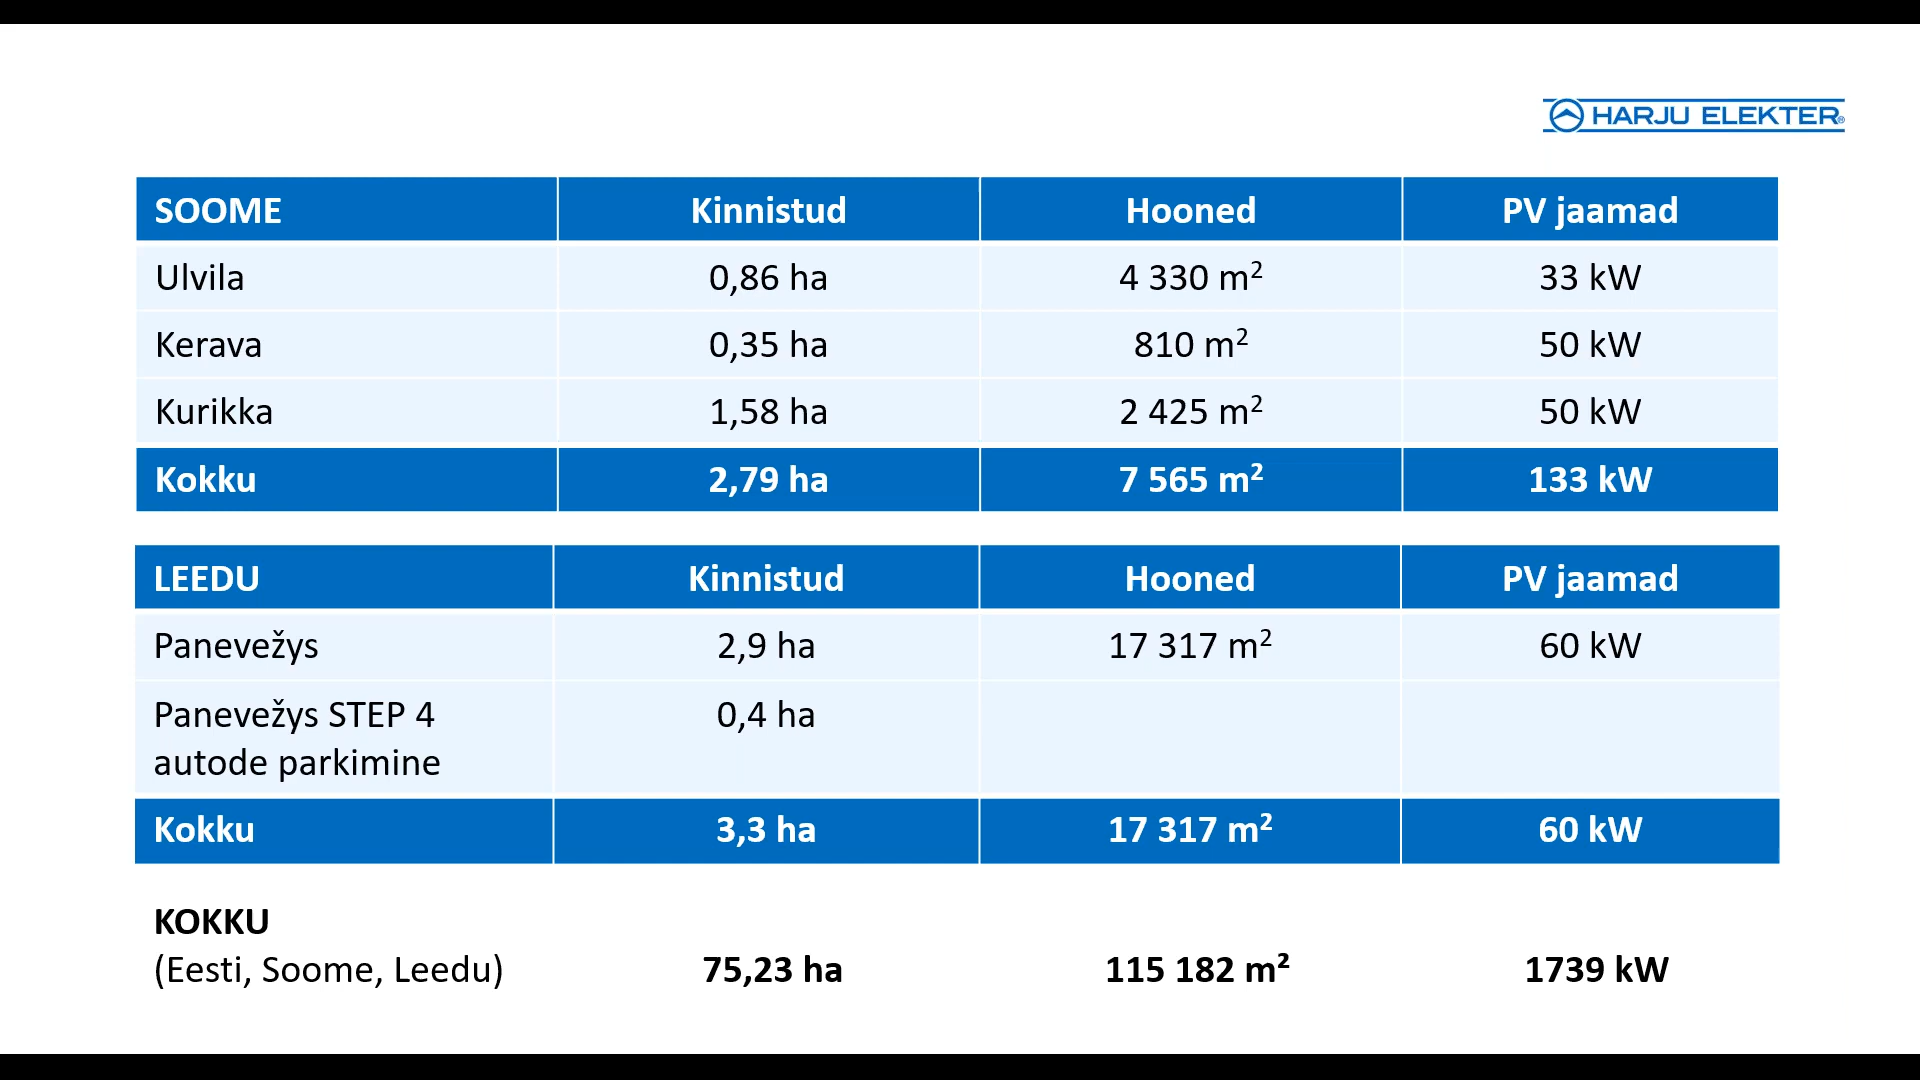 HARJU ELEKTER®
SOOME Kinnistud Hooned PV jaamad
Ulvila 0,86 ha 4 330 m² 33 kW
Kerava 0,35 ha 810 m² 50 kW
Kurikka 1,58 ha 2 425 m² 50 kW
Kokku 2,79 ha 7 565 m² 133 kW
LEEDU Kinnistud Hooned PV jaamad
Panevežys 2,9 ha 17 317 m² 60 kW
Panevežys STEP 4 0,4 ha
autode parkimine
Kokku 3,3 ha 17 317 m² 60 kW
KOKKU
(Eesti, Soome, Leedu) 75,23 ha 115 182 m² 1739 kW